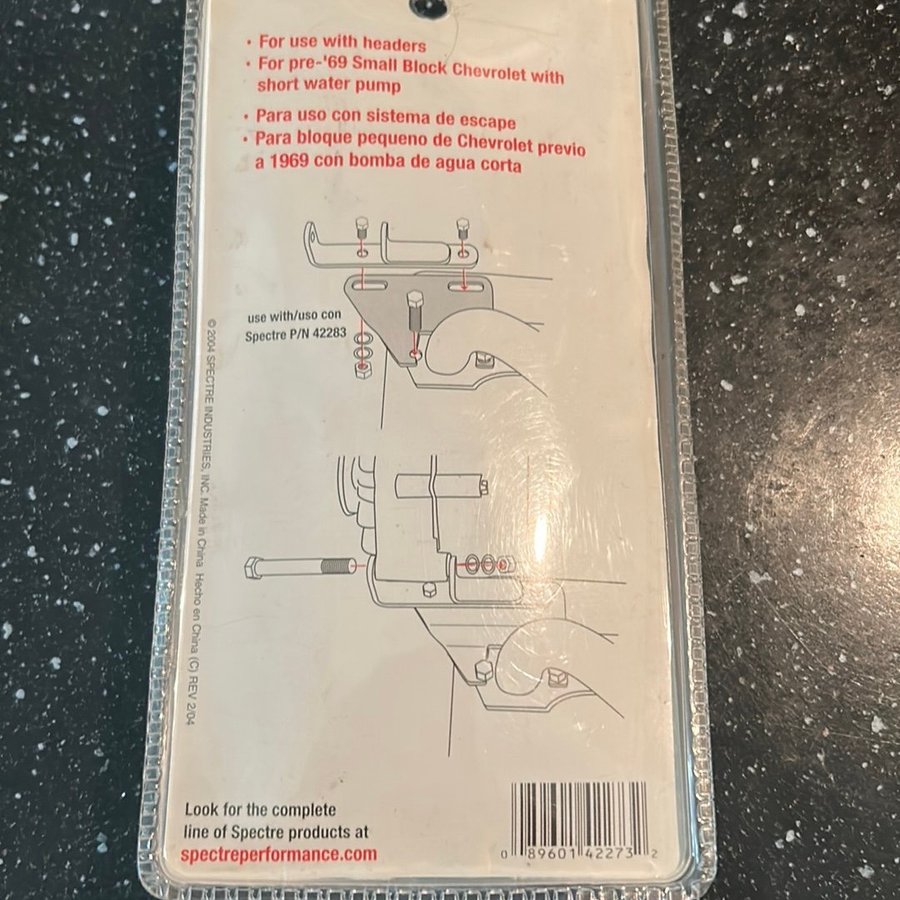 • For use with headers
• For pre-'69 Small Block Chevrolet with
short water pump
• Para uso con sistema de escape
• Para bloque pequeno de Chevrolet previo
a 1969 con bomba de agua corta
use with/uso con
Spectre P/N 42283
© 2004 SPECTRE INDUSTRIES, INC. Made in China Hecho en China (C) REV 2/04
Look for the complete
line of Spectre products at
spectreperformance.com
0 89601 42273 2